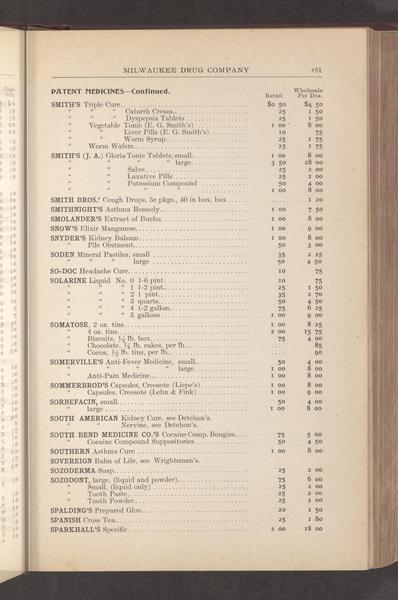 MILWAUKEE DRUG COMPANY 451
PATENT MEDICINES—Continued. Retail Wholesale Per Doz.
SMITH'S Triple Cure $0 50 $4 50
" " " Catarrh Cream 25 1 50
" " " Dyspepsia Tablets 25 1 50
" Vegetable Tonic (E. G. Smith's) 1 00 8 00
" " Liver Pills (E. G. Smith's) 10 75
" " Worm Syrup 25 1 75
" Worm Wafers 25 1 75
SMITH'S (J. A.) Gloria Tonic Tablets, small 1 00 8 00
" " " " large 3 50 28 00
" " Salve 25 2 00
" " Laxative Pills 25 2 00
" " Potassium Compound 50 4 00
" " " " 1 00 8 00
SMITH BROS.' Cough Drops, 5c pkgs., 40 in box, box 1 20
SMITHNIGHT'S Asthma Remedy 1 00 7 50
SMOLANDER'S Extract of Buchu 1 00 8 00
SNOW'S Elixir Manganese 1 00 9 00
SNYDER'S Kidney Balsam 1 00 8 00
" Pile Ointment 50 3 00
SODEN Mineral Pastiles, small 35 2 25
" " " large 50 4 50
SO-DOC Headache Cure 10 75
SOLARINE Liquid No. 0 1-6 pint 10 75
" " " 1 1-2 pint 25 1 50
" " " 2 1 pint 35 2 70
" " " 3 quarts 50 4 50
" " " 4 1-2 gallon 75 6 25
" " " 5 gallons 1 00 9 00
SOMATOSE, 2 oz. tins 1 00 8 25
" 4 oz. tins 2 00 15 75
" Biscuits, ½ lb. box 75 4 00
" Chocolate, ¼ lb. cakes, per lb 85
" Cocoa, ½ lb. tins, per lb 90
SOMERVILLE'S Anti-Fever Medicine, small 50 4 00
" " " " large 1 00 8 00
" Anti-Pain Medicine 1 00 8 00
SOMMERBROD'S Capsules, Creosote (Liepe's) 1 00 8 00
" Capsules, Creosote (Lehn & Fink) 1 00 9 00
SORBEFACIN, small 50 4 00
" large 1 00 8 00
SOUTH AMERICAN Kidney Cure, see Detchon's.
" " Nervine, see Detchon's.
SOUTH BEND MEDICINE CO.'S Cocaine Comp. Bougies 75 5 00
" Cocaine Compound Suppositories 50 4 50
SOUTHERN Asthma Cure 1 00 8 00
SOVEREIGN Balm of Life, see Wrightsman's.
SOZODERMA Soap 25 2 00
SOZODONT, large, (liquid and powder) 75 6 00
" Small, (liquid only) 25 2 00
" Tooth Paste 25 2 00
" Tooth Powder 25 2 00
SPALDING'S Prepared Glue 20 1 50
SPANISH Cross Tea 25 1 80
SPARKHALL'S Specific 2 00 18 00